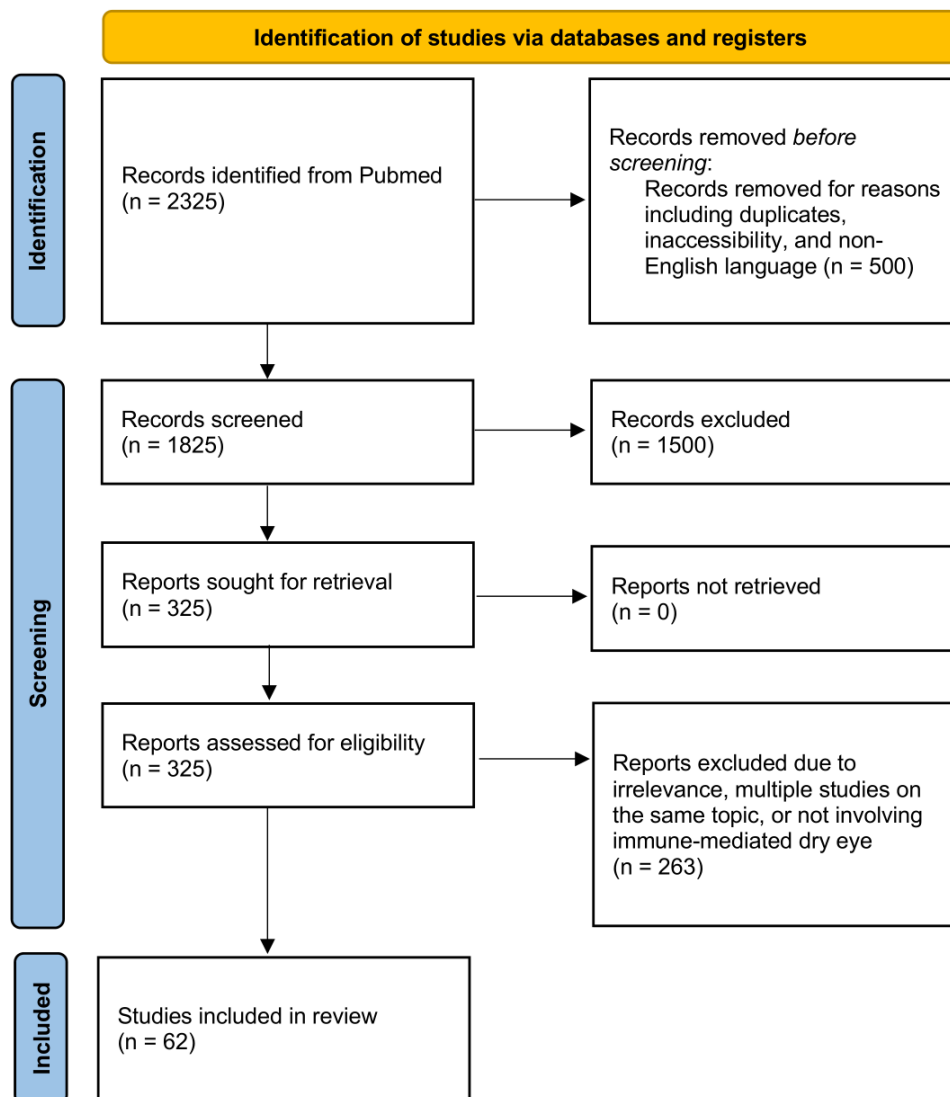 Identification of studies via databases and registers
Identification
Records identified from Pubmed
(n = 2325)
Records removed before
screening:
Records removed for reasons
including duplicates,
inaccessibility, and non-
English language (n = 500)
Screening
Records screened
(n = 1825)
Records excluded
(n = 1500)
Reports sought for retrieval
(n = 325)
Reports not retrieved
(n = 0)
Reports assessed for eligibility
(n = 325)
Reports excluded due to
irrelevance, multiple studies on
the same topic, or not involving
immune-mediated dry eye
(n = 263)
Included
Studies included in review
(n = 62)